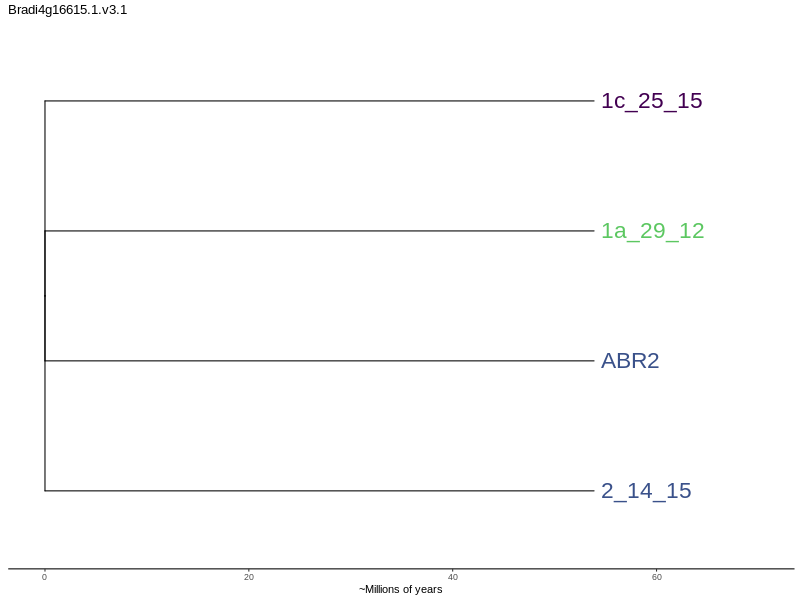 Bradi4g16615.1.v3.1
1c_25_15
1a_29_12
ABR2
2_14_15
0 20 40 60
~Millions of years